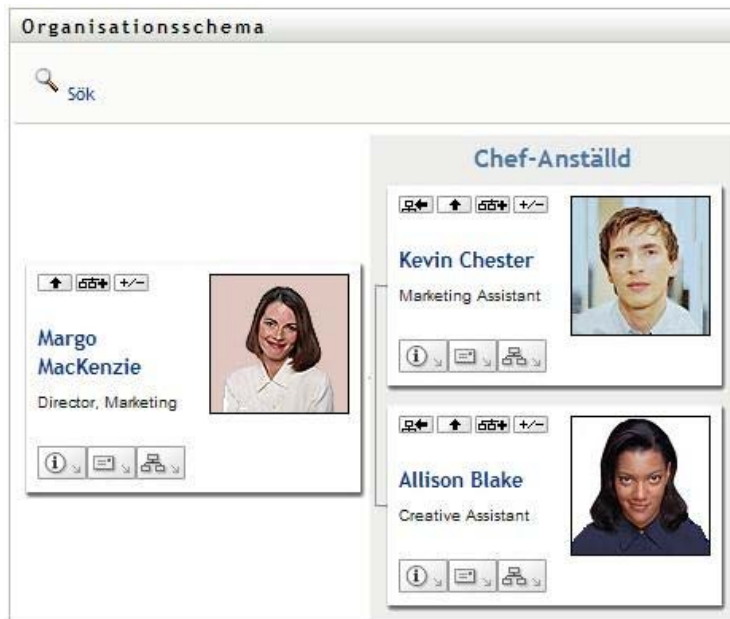 Organisationsschema
Sök
Chef-Anställd
Kevin Chester
Marketing Assistant
Margo
MacKenzie
Director, Marketing
Allison Blake
Creative Assistant